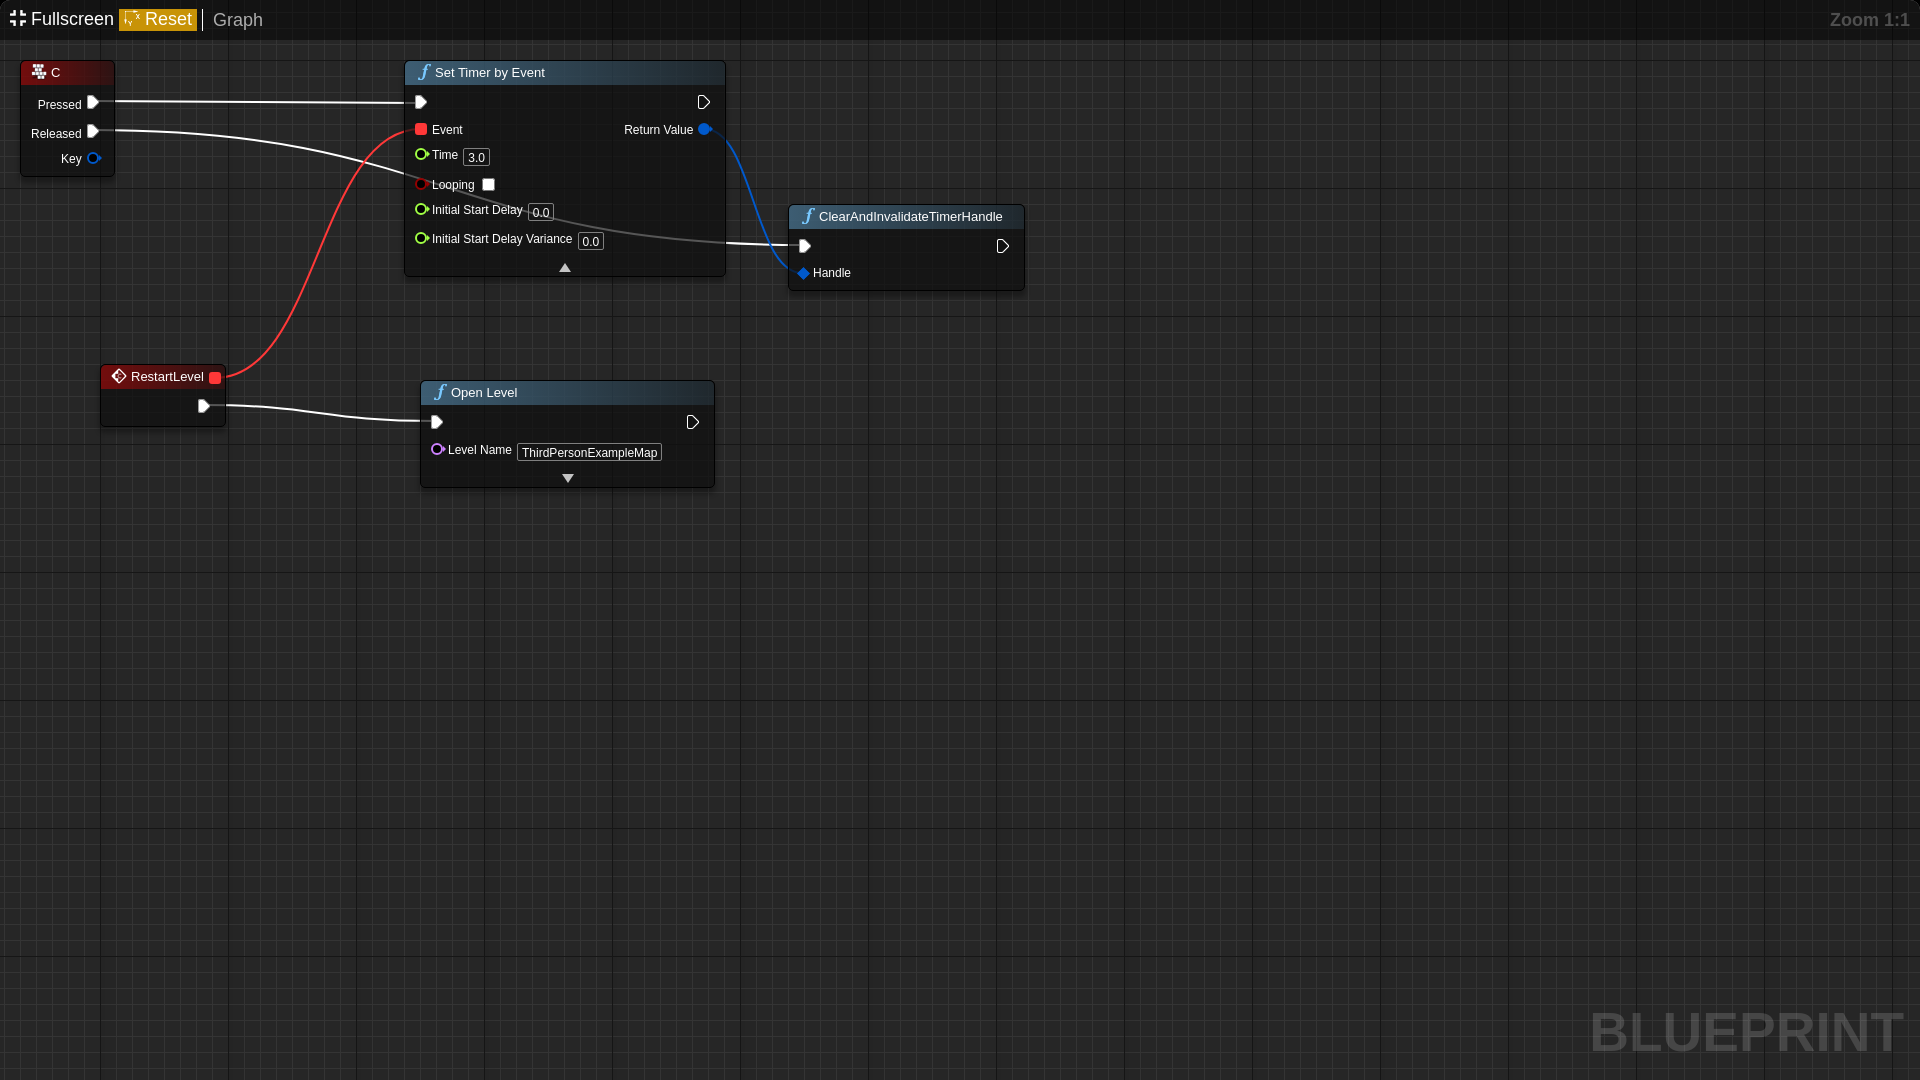 Fullscreen Reset Graph Zoom 1:1
C
Pressed
Released
Key
Set Timer by Event
Event Return Value
Time 3.0
Looping
Initial Start Delay 0.0
Initial Start Delay Variance 0.0
ClearAndInvalidateTimerHandle
Handle
RestartLevel
Open Level
Level Name ThirdPersonExampleMap
BLUEPRINT